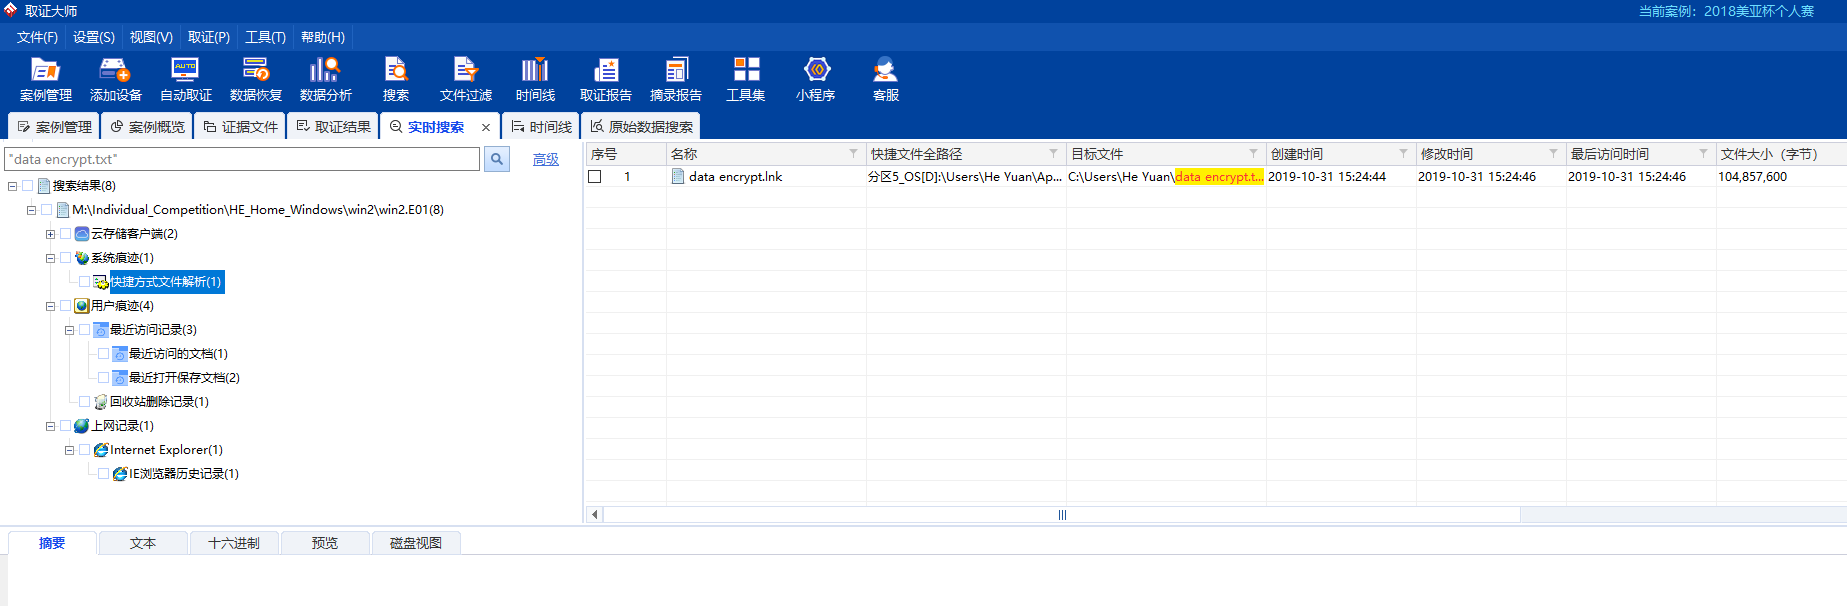 取证大师
当前案例：2018美亚杯个人赛
文件(F) 设置(S) 视图(V) 取证(P) 工具(T) 帮助(H)
案例管理 添加设备 自动取证 数据恢复 数据分析 搜索 文件过滤 时间线 取证报告 摘录报告 工具集 小程序 客服
案例管理 案例概览 证据文件 取证结果 实时搜索 × 时间线 原始数据搜索
"data encrypt.txt" 高级
搜索结果(8)
M:\Individual_Competition\HE_Home_Windows\win2\win2.E01(8)
云存储客户端(2)
系统痕迹(1)
快捷方式文件解析(1)
用户痕迹(4)
最近访问记录(3)
最近访问的文档(1)
最近打开保存文档(2)
回收站删除记录(1)
上网记录(1)
Internet Explorer(1)
IE浏览器历史记录(1)
序号 名称 快捷文件全路径 目标文件 创建时间 修改时间 最后访问时间 文件大小（字节）
1 data encrypt.lnk 分区5_OS[D]:\Users\He Yuan\Ap... C:\Users\He Yuan\data encrypt.t... 2019-10-31 15:24:44 2019-10-31 15:24:46 2019-10-31 15:24:46 104,857,600
摘要 文本 十六进制 预览 磁盘视图